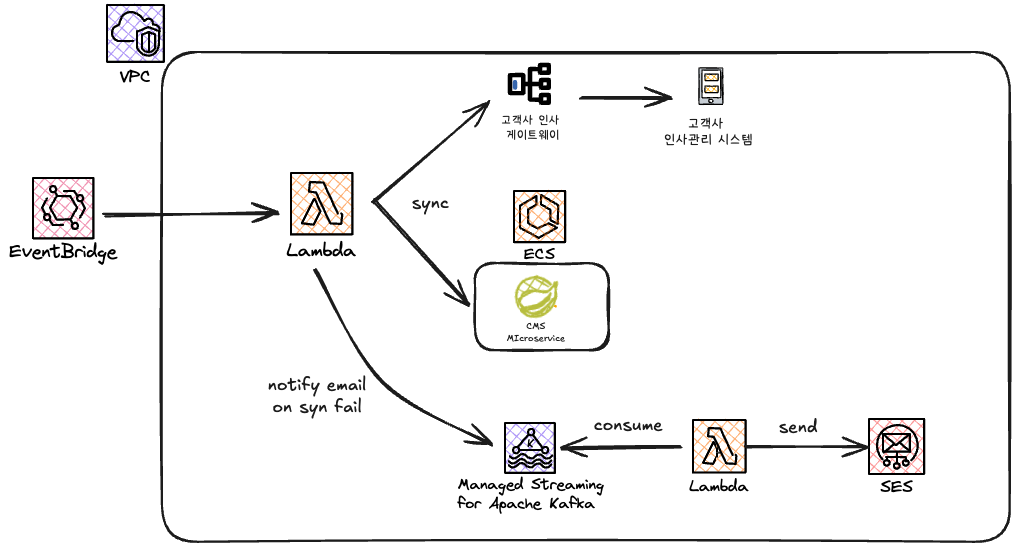 VPC
고객사 인사
게이트웨이
고객사
인사관리 시스템
EventBridge
Lambda
sync
ECS
CMS
MIcroservice
notify email
on syn fail
K
Managed Streaming
for Apache Kafka
consume
Lambda
send
SES